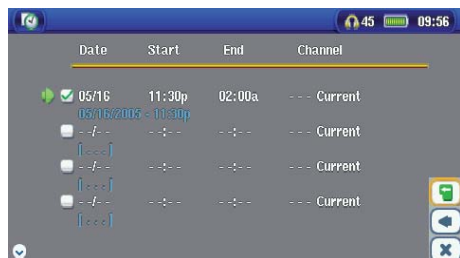 45 09:56
Date Start End Channel
05/16 11:30p 02:00a - - - Current
05/16/2005 - 11:30p
- -/- - - -:- - - -:- - - - - Current
[ . . . ]
- -/- - - -:- - - -:- - - - - Current
[ . . . ]
- -/- - - -:- - - -:- - - - - Current
[ . . . ]